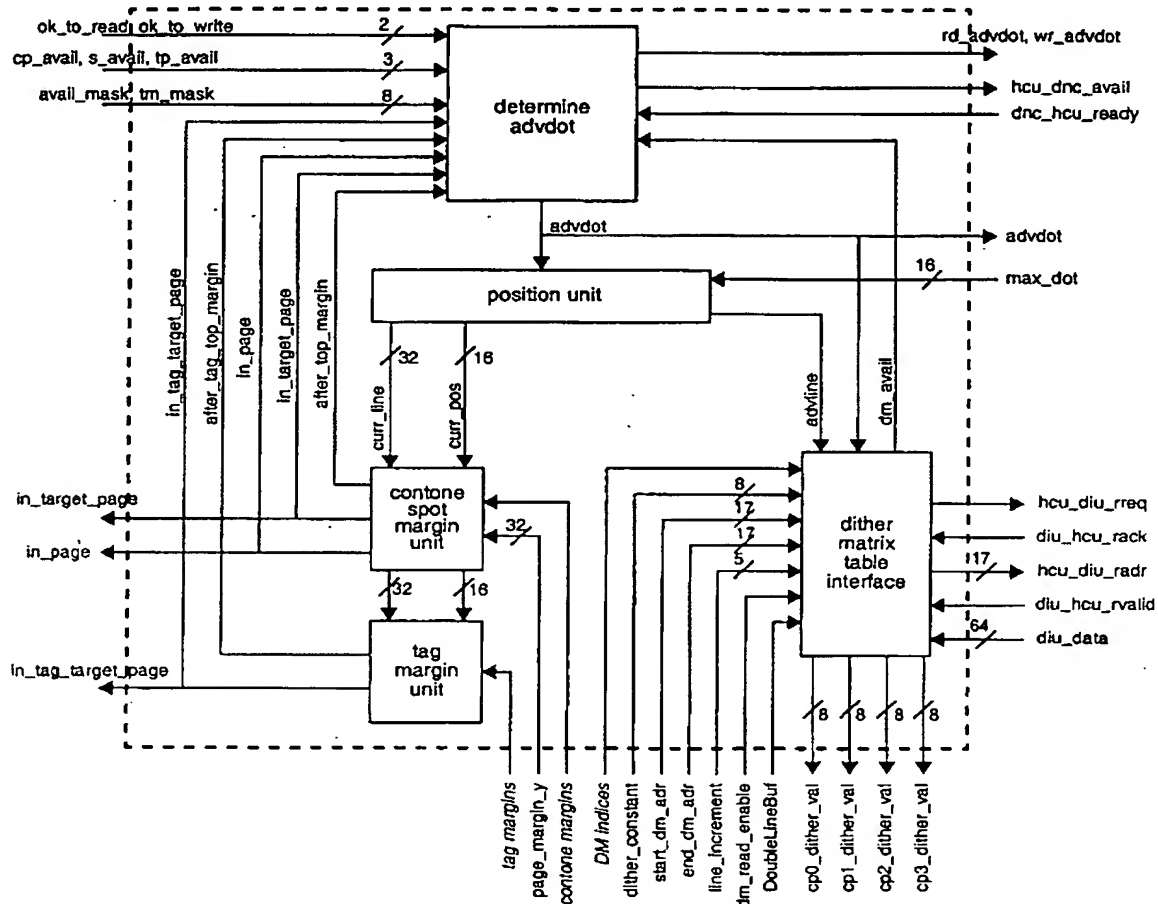 ok_to_read, ok_to_write
2
cp_avail, s_avail, tp_avail
3
avail_mask, tm_mask
8
determine
advdot
rd_advdot, wr_advdot
hcu_dnc_avail
dnc_hcu_ready
advdot
advdot
position unit
16
max_dot
in_tag_target_page
after_tag_top_margin
in_page
in_target_page
after_top_margin
32
16
curr_line
curr_pos
advline
dm_avail
in_target_page
in_page
contone
spot
margin
unit
32
32
16
tag
margin
unit
in_tag_target_page
8
17
17
5
dither
matrix
table
interface
hcu_diu_rreq
diu_hcu_rack
17
hcu_diu_radr
diu_hcu_rvalid
64
diu_data
8
8
8
8
tag margins
page_margin_y
contone margins
DM indices
dither_constant
start_dm_adr
end_dm_adr
line_increment
dm_read_enable
DoubleLineBuf
cp0_dither_val
cp1_dither_val
cp2_dither_val
cp3_dither_val